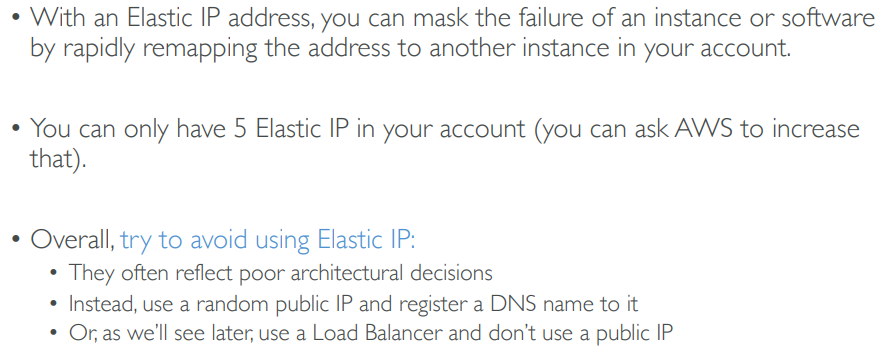 • With an Elastic IP address, you can mask the failure of an instance or software
by rapidly remapping the address to another instance in your account.
• You can only have 5 Elastic IP in your account (you can ask AWS to increase
that).
• Overall, try to avoid using Elastic IP:
• They often reflect poor architectural decisions
• Instead, use a random public IP and register a DNS name to it
• Or, as we'll see later, use a Load Balancer and don't use a public IP